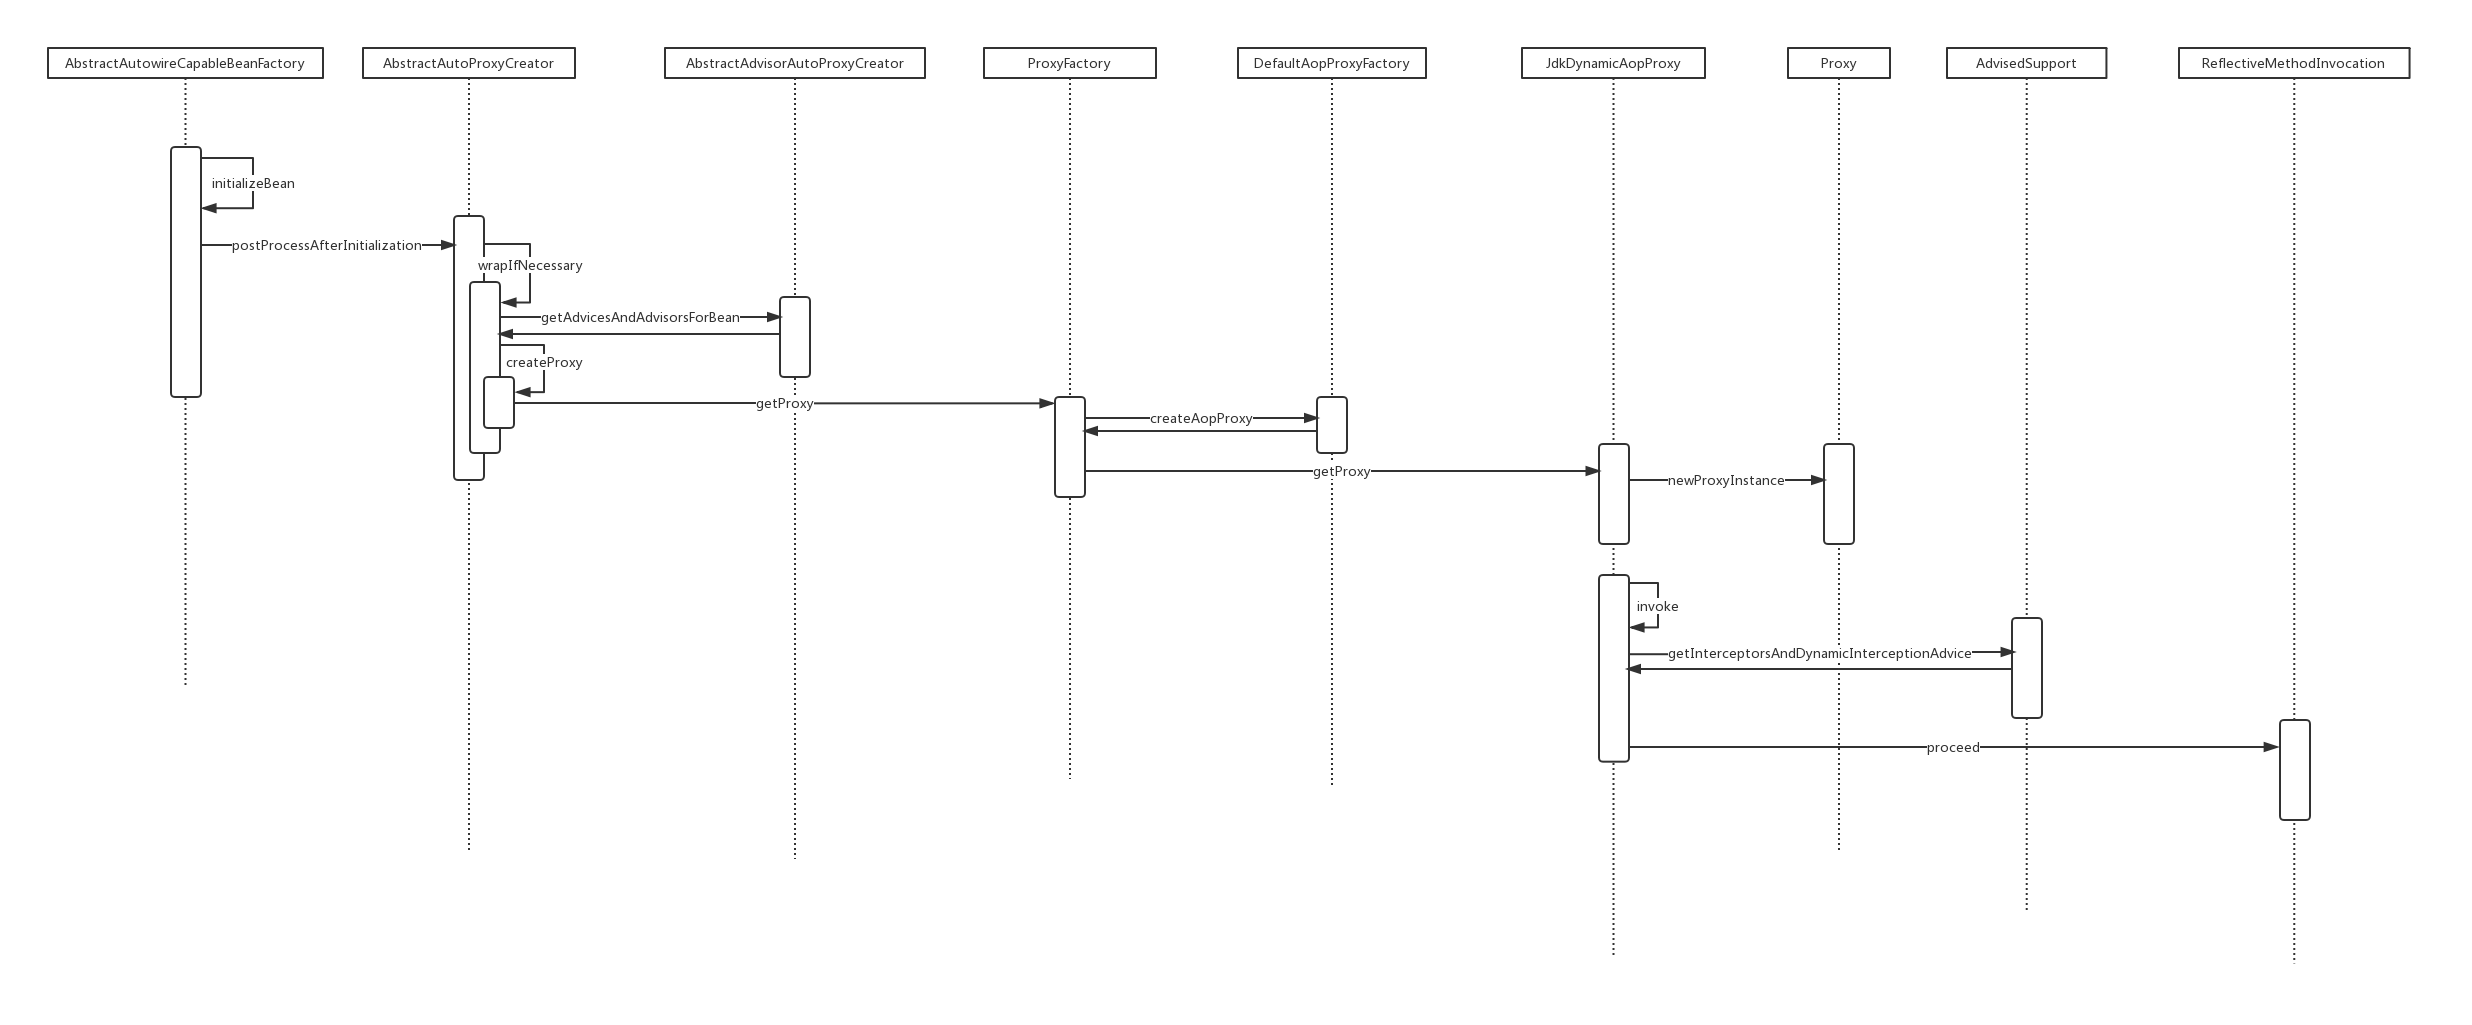 AbstractAutowireCapableBeanFactory
AbstractAutoProxyCreator
AbstractAdvisorAutoProxyCreator
ProxyFactory
DefaultAopProxyFactory
JdkDynamicAopProxy
Proxy
AdvisedSupport
ReflectiveMethodInvocation
initializeBean
postProcessAfterInitialization
wrapIfNecessary
getAdvicesAndAdvisorsForBean
createProxy
getProxy
createAopProxy
getProxy
newProxyInstance
invoke
getInterceptorsAndDynamicInterceptionAdvice
proceed